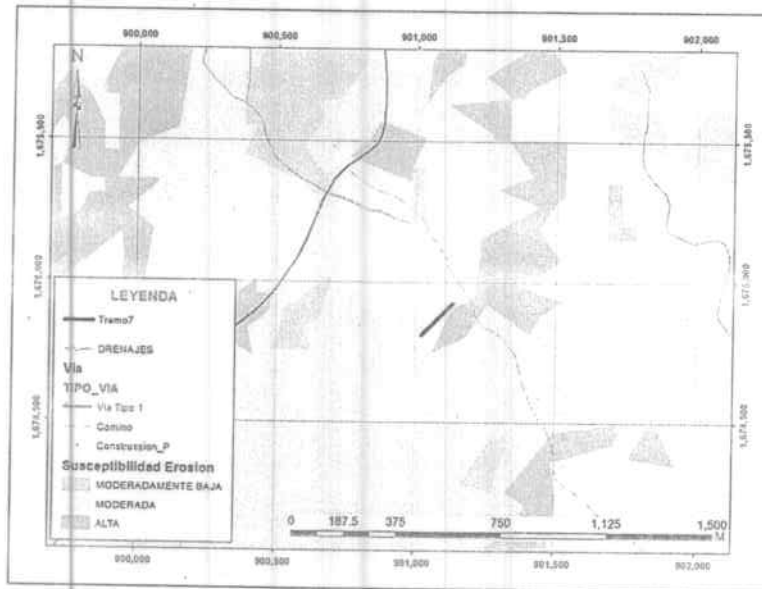 900,000 900,500 901,000 901,500 902,000
N
1,675,500 1,675,500
1,675,000 1,675,000
1,674,500 1,674,500
LEYENDA
Tramo7
DRENAJES
Via
TIPO_VIA
Via Tipo 1
Camino
Construssion_P
Susceptibilidad Erosion
MODERADAMENTE BAJA
MODERADA
ALTA
0 187.5 375 750 1,125 1,500
M
900,000 900,500 901,000 901,500 902,000